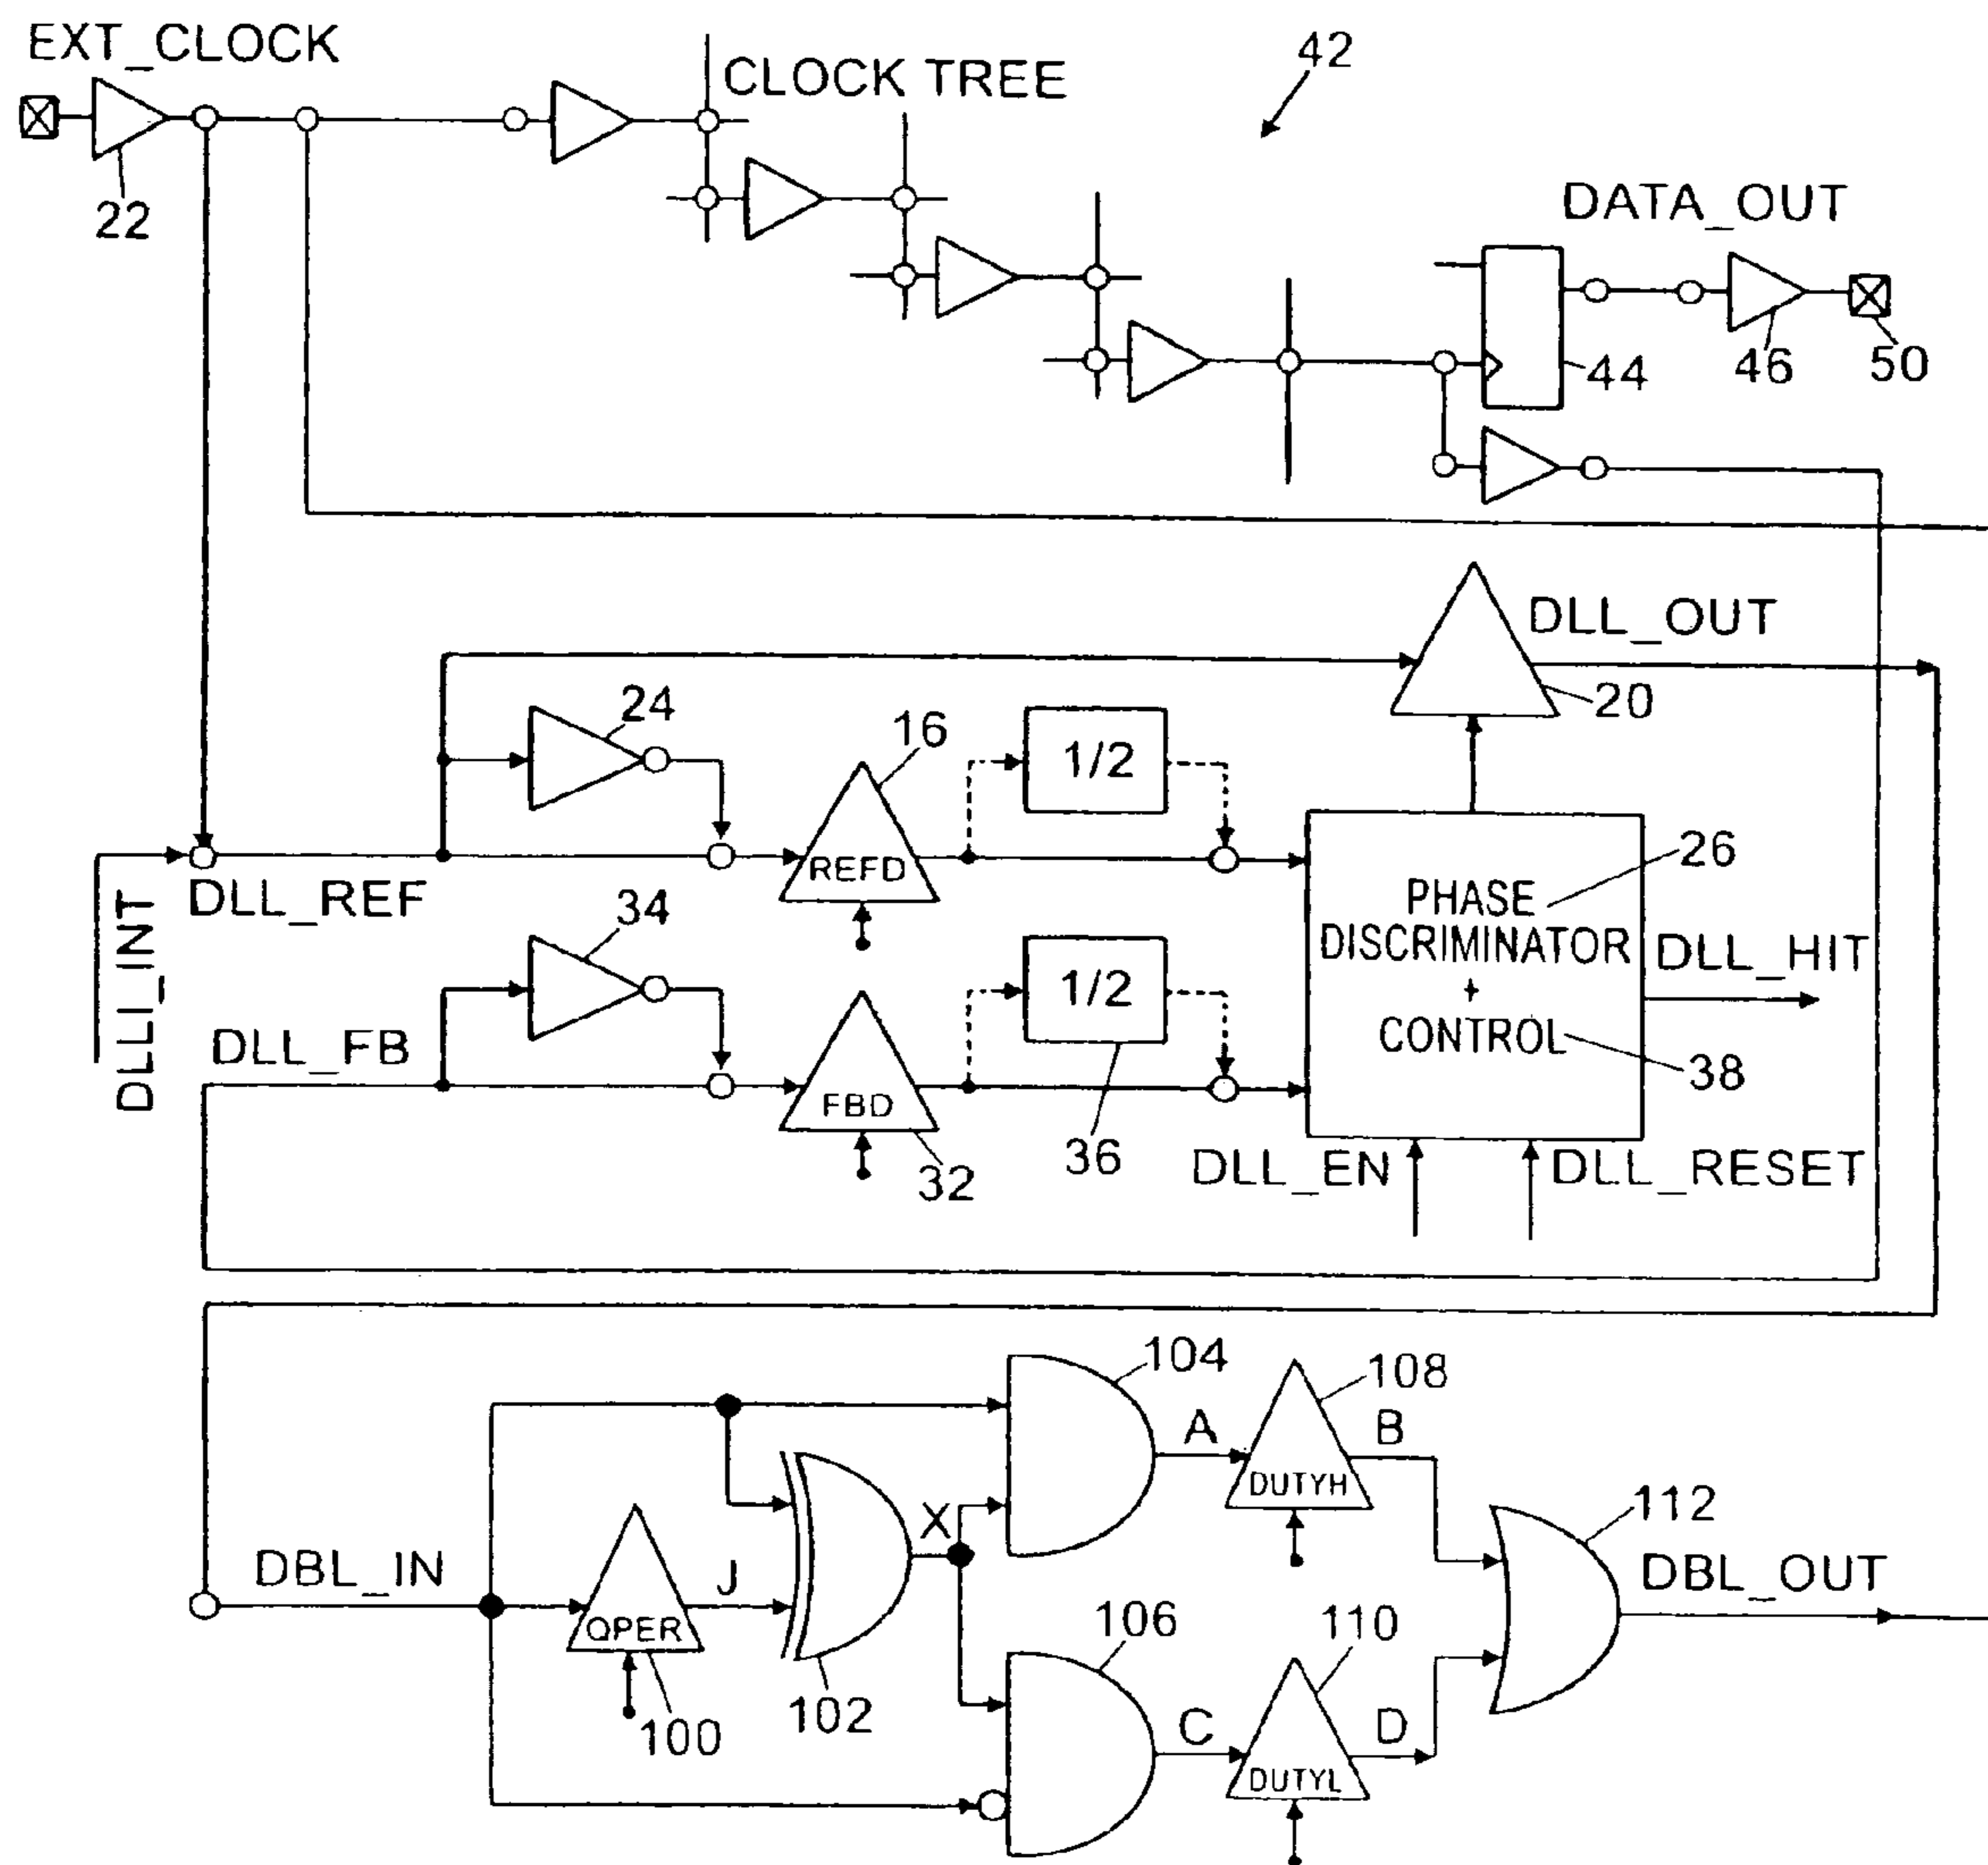 EXT_CLOCK
CLOCK TREE
42
22
DATA_OUT
44
46
50
DLL_OUT
20
24
16
1/2
REFD
DLL_REF
DLLI_INT
26
PHASE
DISCRIMINATOR
+
CONTROL
38
DLL_HIT
34
1/2
DLL_FB
FBD
32
36
DLL_EN
DLL_RESET
104
108
A
B
DUTYH
112
X
DBL_IN
J
QPER
100
102
106
110
C
D
DUTYL
DBL_OUT